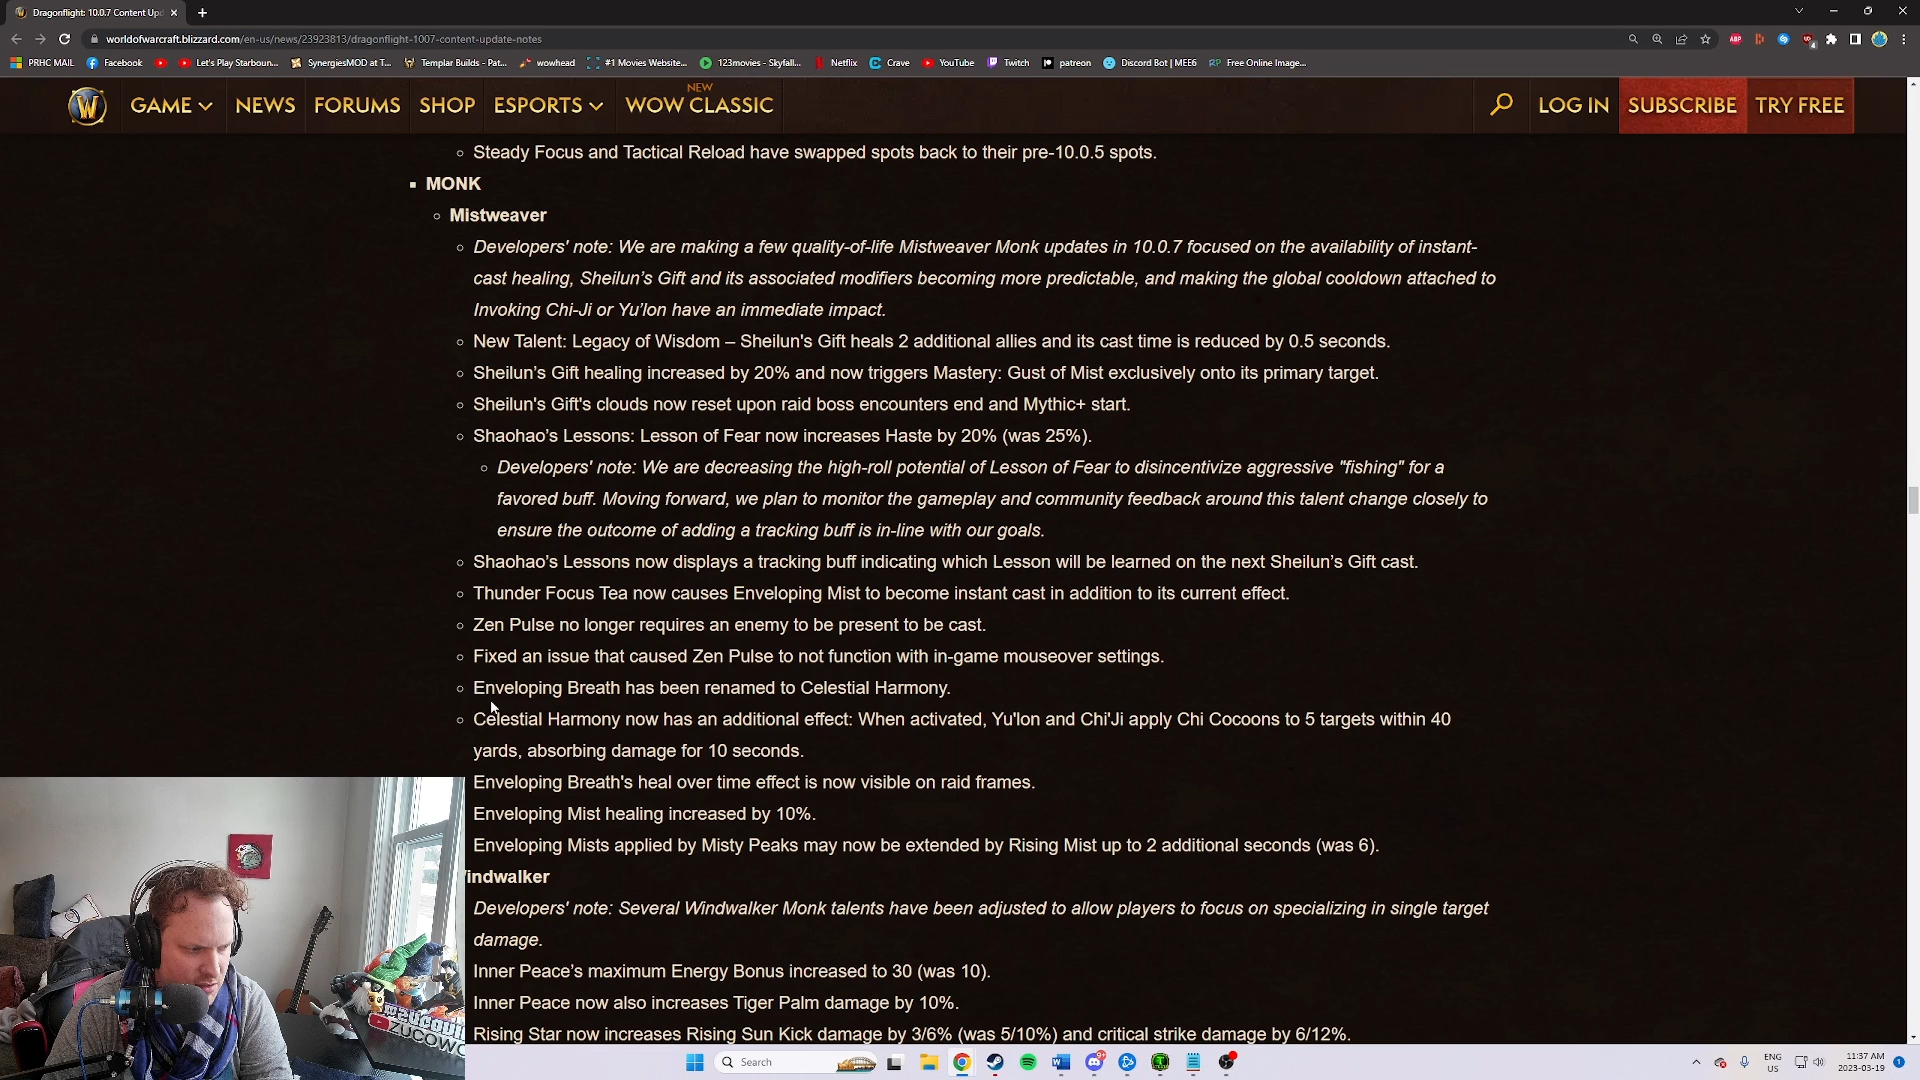 Dragonflight: 10.0.7 Content Upd
worldofwarcraft.blizzard.com/en-us/news/23923813/dragonflight-1007-content-update-notes
PRHC MAIL Facebook Let's Play Starboun... SynergiesMOD at T... Templar Builds - Pat... wowhead #1 Movies Website... 123movies - Skyfall... Netflix Crave YouTube Twitch patreon Discord Bot | MEE6 Free Online Image...
NEW
GAME NEWS FORUMS SHOP ESPORTS WOW CLASSIC LOG IN SUBSCRIBE TRY FREE
Steady Focus and Tactical Reload have swapped spots back to their pre-10.0.5 spots.
MONK
Mistweaver
Developers' note: We are making a few quality-of-life Mistweaver Monk updates in 10.0.7 focused on the availability of instant-
cast healing, Sheilun’s Gift and its associated modifiers becoming more predictable, and making the global cooldown attached to
Invoking Chi-Ji or Yu’lon have an immediate impact.
New Talent: Legacy of Wisdom – Sheilun's Gift heals 2 additional allies and its cast time is reduced by 0.5 seconds.
Sheilun’s Gift healing increased by 20% and now triggers Mastery: Gust of Mist exclusively onto its primary target.
Sheilun's Gift's clouds now reset upon raid boss encounters end and Mythic+ start.
Shaohao’s Lessons: Lesson of Fear now increases Haste by 20% (was 25%).
Developers' note: We are decreasing the high-roll potential of Lesson of Fear to disincentivize aggressive "fishing" for a
favored buff. Moving forward, we plan to monitor the gameplay and community feedback around this talent change closely to
ensure the outcome of adding a tracking buff is in-line with our goals.
Shaohao’s Lessons now displays a tracking buff indicating which Lesson will be learned on the next Sheilun’s Gift cast.
Thunder Focus Tea now causes Enveloping Mist to become instant cast in addition to its current effect.
Zen Pulse no longer requires an enemy to be present to be cast.
Fixed an issue that caused Zen Pulse to not function with in-game mouseover settings.
Enveloping Breath has been renamed to Celestial Harmony.
Celestial Harmony now has an additional effect: When activated, Yu'lon and Chi'Ji apply Chi Cocoons to 5 targets within 40
yards, absorbing damage for 10 seconds.
Enveloping Breath's heal over time effect is now visible on raid frames.
Enveloping Mist healing increased by 10%.
Enveloping Mists applied by Misty Peaks may now be extended by Rising Mist up to 2 additional seconds (was 6).
indwalker
Developers' note: Several Windwalker Monk talents have been adjusted to allow players to focus on specializing in single target
damage.
Inner Peace’s maximum Energy Bonus increased to 30 (was 10).
Inner Peace now also increases Tiger Palm damage by 10%.
Rising Star now increases Rising Sun Kick damage by 3/6% (was 5/10%) and critical strike damage by 6/12%.
Search
ENG
US
11:37 AM
2023-03-19